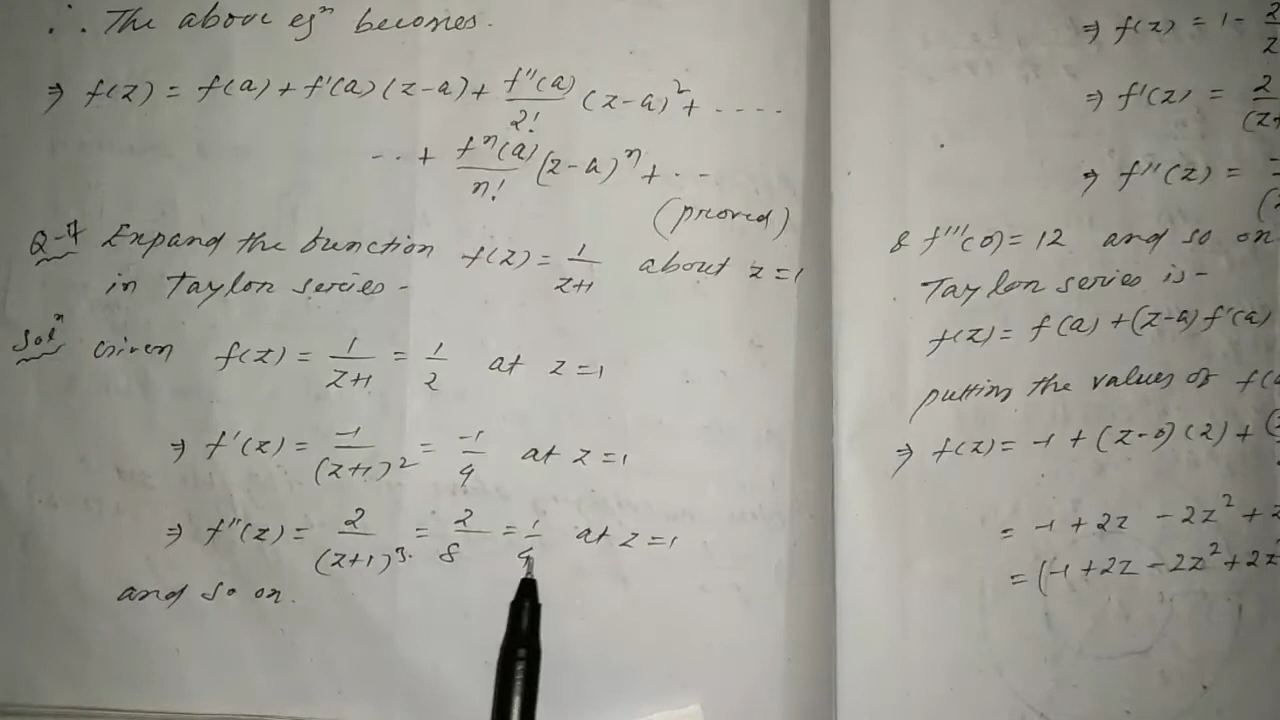 ∴ The above eqⁿ becomes.
⇒ f(z) = f(a) + f'(a) (z-a) + f''(a)/2! (z-a)² + ....
.. + fⁿ(a)/n! (z-a)ⁿ + ..
(proved)
Q-7 Expand the function f(z) = 1/z+1 about z=1
in Taylor series -
Solⁿ Given f(z) = 1/z+1 = 1/2 at z=1
⇒ f'(z) = -1/(z+1)² = -1/4 at z=1
⇒ f''(z) = 2/(z+1)³ = 2/8 = 1/4 at z=1
and so on.
⇒ f(z) = 1 - 2/z
⇒ f'(z) = 2/(z+
⇒ f''(z) =
& f'''(0) = 12 and so on
Taylor series is -
f(z) = f(a) + (z-a) f'(a)
putting the values of f(
⇒ f(z) = -1 + (z-0) (2) + (
= -1 + 2z - 2z² + 2
= (-1 + 2z - 2z² + 2z